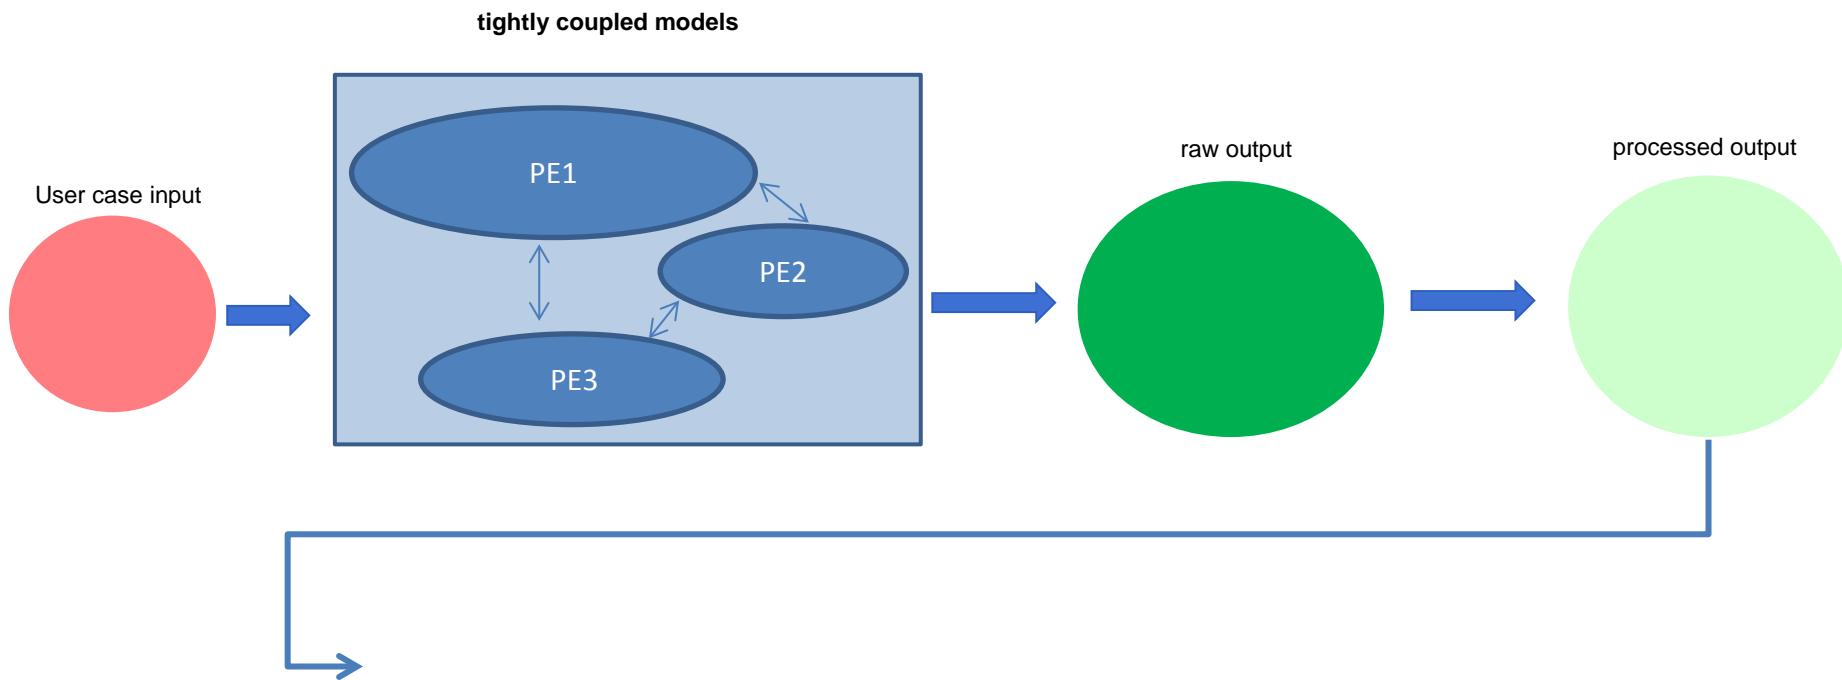 tightly coupled models
User case input
PE1
PE2
PE3
raw output
processed output